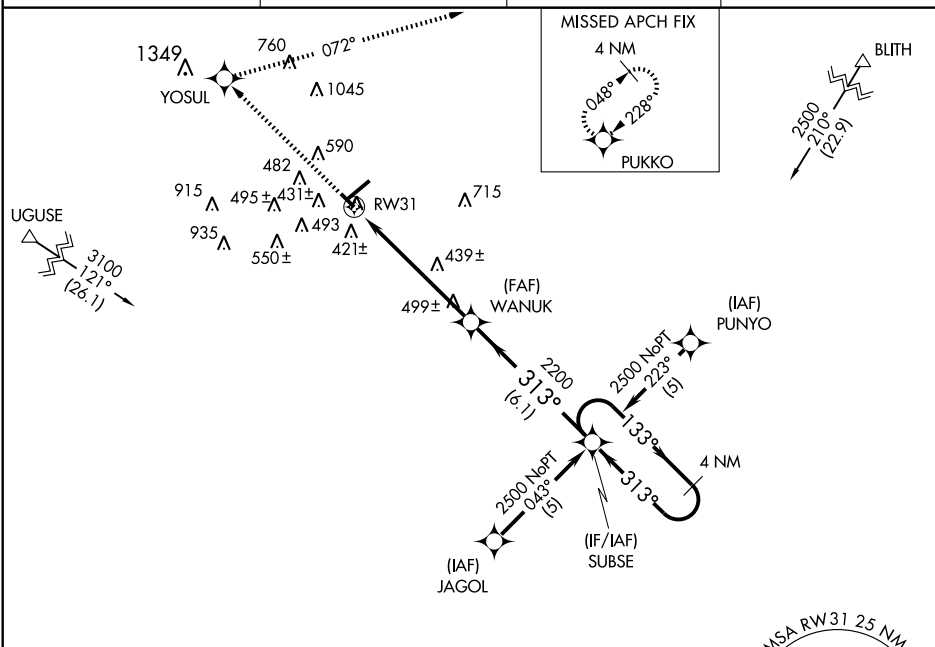 MISSED APCH FIX
4 NM
048°
228°
PUKKO
1349
760
072°
1045
YOSUL
BLITH
2500
210°
(22.9)
590
482
915
495±
431±
RW31
715
UGUSE
935
493
421±
550±
439±
3100
121°
(26.1)
499±
(FAF)
WANUK
(IAF)
PUNYO
2200
313°
(6.1)
2500 NoPT
223°
(5)
133°
4 NM
313°
2500 NoPT
043°
(5)
(IF/IAF)
SUBSE
(IAF)
JAGOL
MSA RW31 25 NM